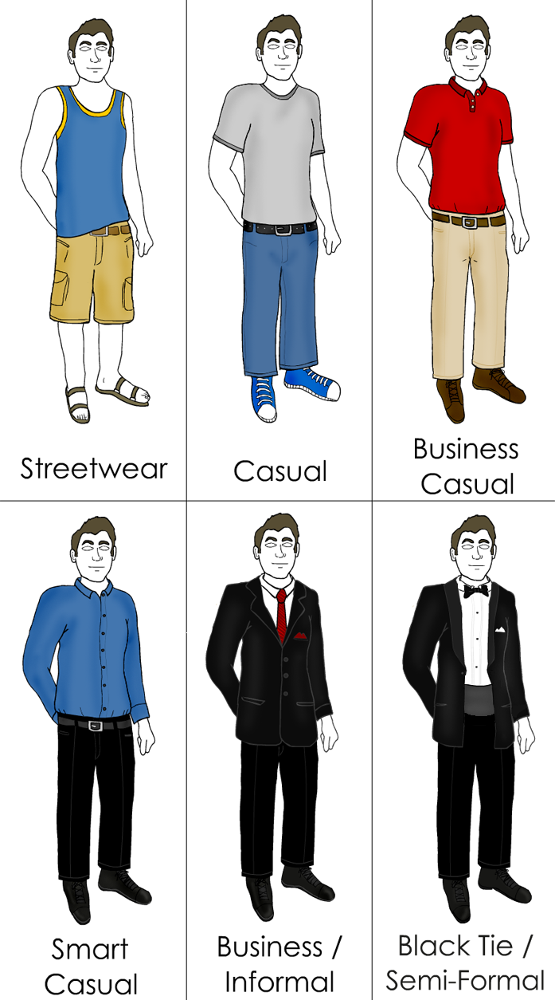 Streetwear
Casual
Business
Casual
Smart
Casual
Business /
Informal
Black Tie /
Semi-Formal